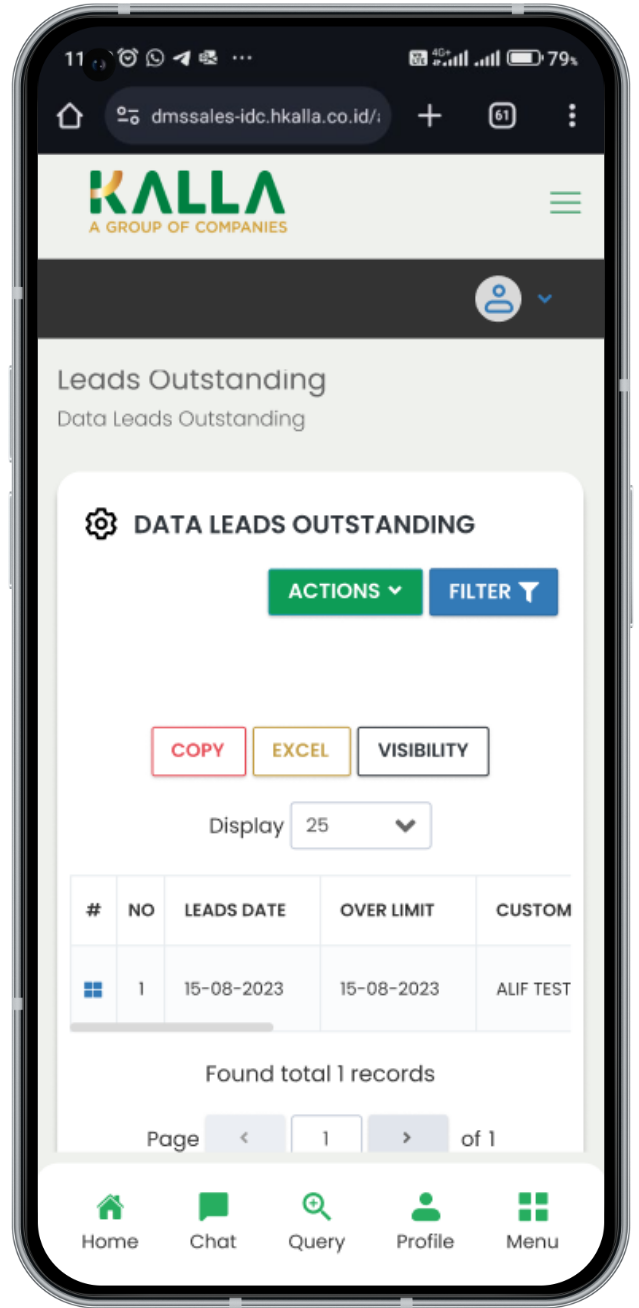 11
4G+
79%
dmssales-idc.hkalla.co.id/
61
KALLA
A GROUP OF COMPANIES
Leads Outstanding
Data Leads Outstanding
DATA LEADS OUTSTANDING
ACTIONS
FILTER
COPY
EXCEL
VISIBILITY
Display 25
# NO LEADS DATE OVER LIMIT CUSTOM
1 15-08-2023 15-08-2023 ALIF TEST
Found total 1 records
Page < 1 > of 1
Home Chat Query Profile Menu